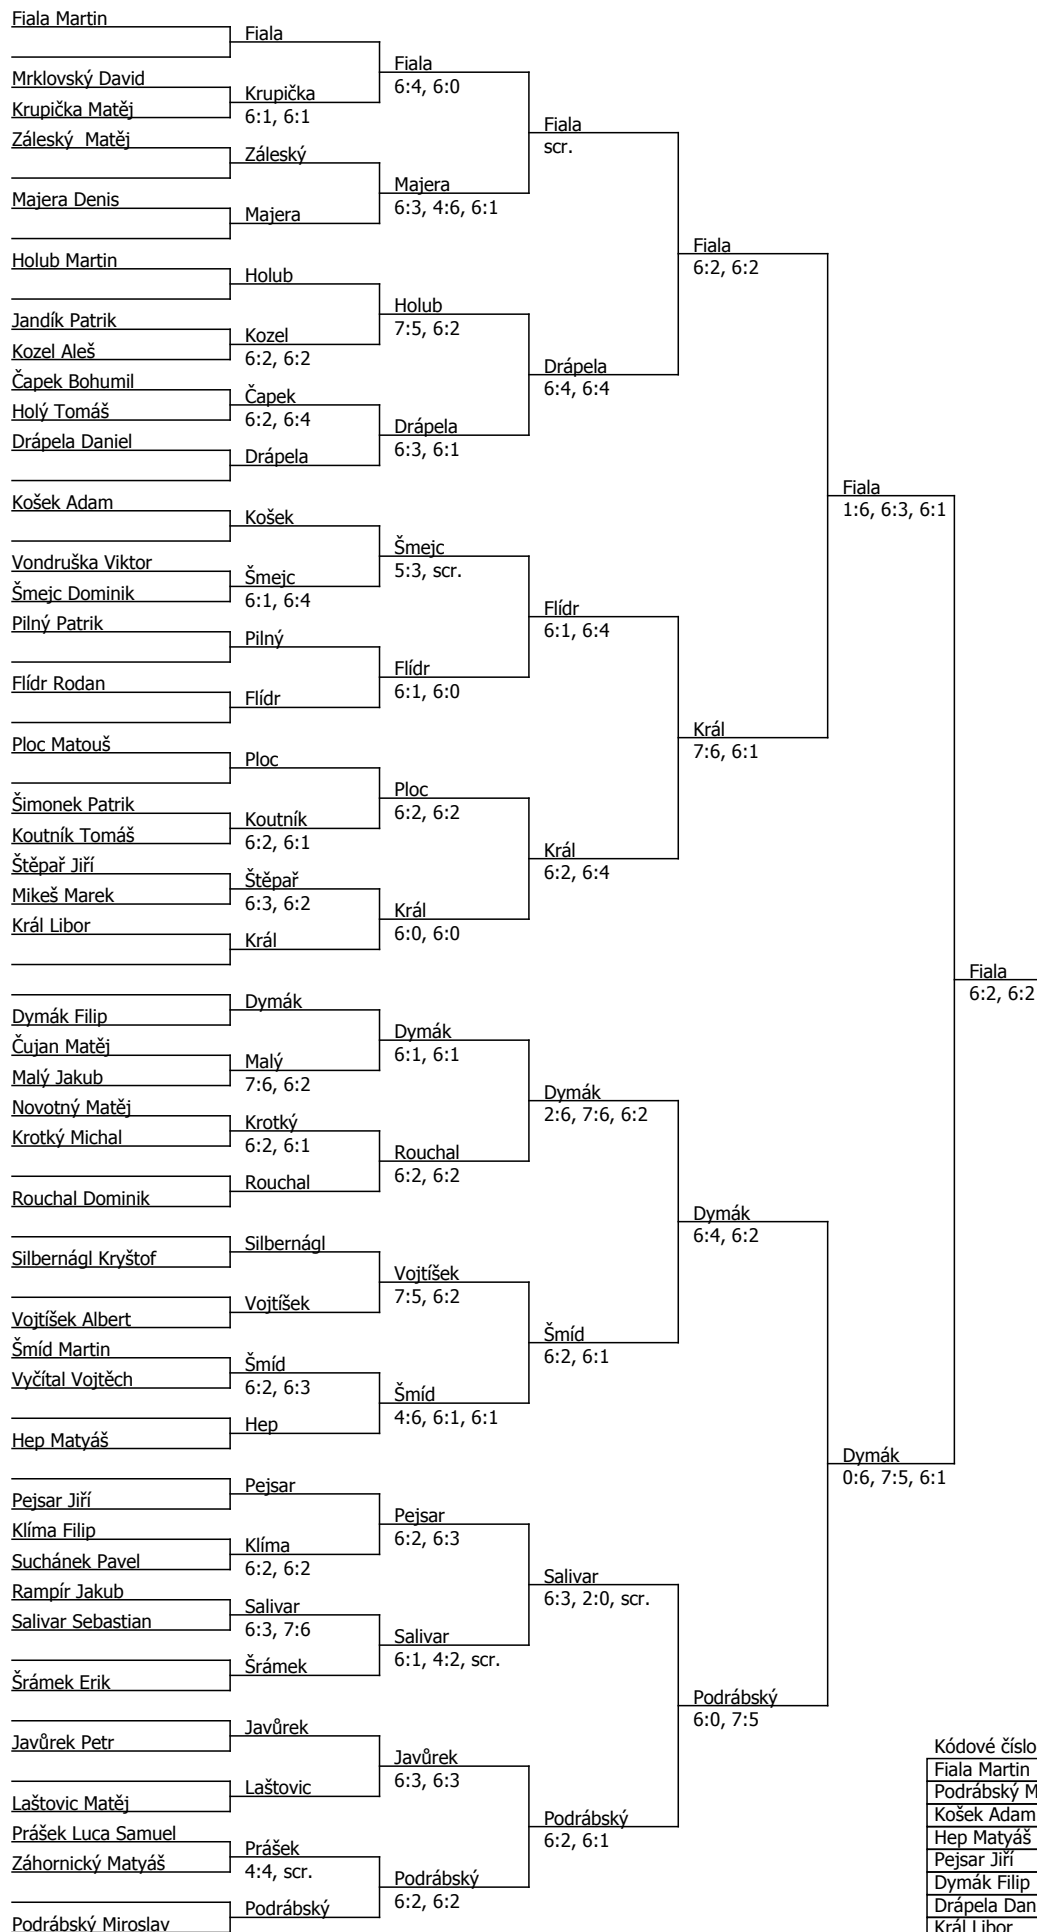 Fiala Martin
Mrklovský David
Krupička Matěj
Záleský  Matěj
Majera Denis
Holub Martin
Jandík Patrik
Kozel Aleš
Čapek Bohumil
Holý Tomáš
Drápela Daniel
Košek Adam
Vondruška Viktor
Šmejc Dominik
Pilný Patrik
Flídr Rodan
Ploc Matouš
Šimonek Patrik
Koutník Tomáš
Štěpař Jiří
Mikeš Marek
Král Libor
Dymák Filip
Čujan Matěj
Malý Jakub
Novotný Matěj
Krotký Michal
Rouchal Dominik
Silbernágl Kryštof
Vojtíšek Albert
Šmíd Martin
Vyčítal Vojtěch
Hep Matyáš
Pejsar Jiří
Klíma Filip
Suchánek Pavel
Rampír Jakub
Salivar Sebastian
Šrámek Erik
Javůrek Petr
Laštovic Matěj
Prášek Luca Samuel
Záhornický Matyáš
Podrábský Miroslav
Fiala
Krupička
6:1, 6:1
Záleský
Majera
Holub
Kozel
6:2, 6:2
Čapek
6:2, 6:4
Drápela
Košek
Šmejc
6:1, 6:4
Pilný
Flídr
Ploc
Koutník
6:2, 6:1
Štěpař
6:3, 6:2
Král
Dymák
Malý
7:6, 6:2
Krotký
6:2, 6:1
Rouchal
Silbernágl
Vojtíšek
Šmíd
6:2, 6:3
Hep
Pejsar
Klíma
6:2, 6:2
Salivar
6:3, 7:6
Šrámek
Javůrek
Laštovic
Prášek
4:4, scr.
Podrábský
Fiala
6:4, 6:0
Majera
6:3, 4:6, 6:1
Holub
7:5, 6:2
Drápela
6:3, 6:1
Šmejc
5:3, scr.
Flídr
6:1, 6:0
Ploc
6:2, 6:2
Král
6:0, 6:0
Dymák
6:1, 6:1
Rouchal
6:2, 6:2
Vojtíšek
7:5, 6:2
Šmíd
4:6, 6:1, 6:1
Pejsar
6:2, 6:3
Salivar
6:1, 4:2, scr.
Javůrek
6:3, 6:3
Podrábský
6:2, 6:2
Fiala
scr.
Drápela
6:4, 6:4
Flídr
6:1, 6:4
Král
6:2, 6:4
Dymák
2:6, 7:6, 6:2
Šmíd
6:2, 6:1
Salivar
6:3, 2:0, scr.
Podrábský
6:2, 6:1
Fiala
6:2, 6:2
Král
7:6, 6:1
Dymák
6:4, 6:2
Podrábský
6:0, 7:5
Fiala
1:6, 6:3, 6:1
Dymák
0:6, 7:5, 6:1
Fiala
6:2, 6:2
Kódové číslo
Fiala Martin
Podrábský M
Košek Adam
Hep Matyáš
Pejsar Jiří
Dymák Filip
Drápela Dan
Král Libor